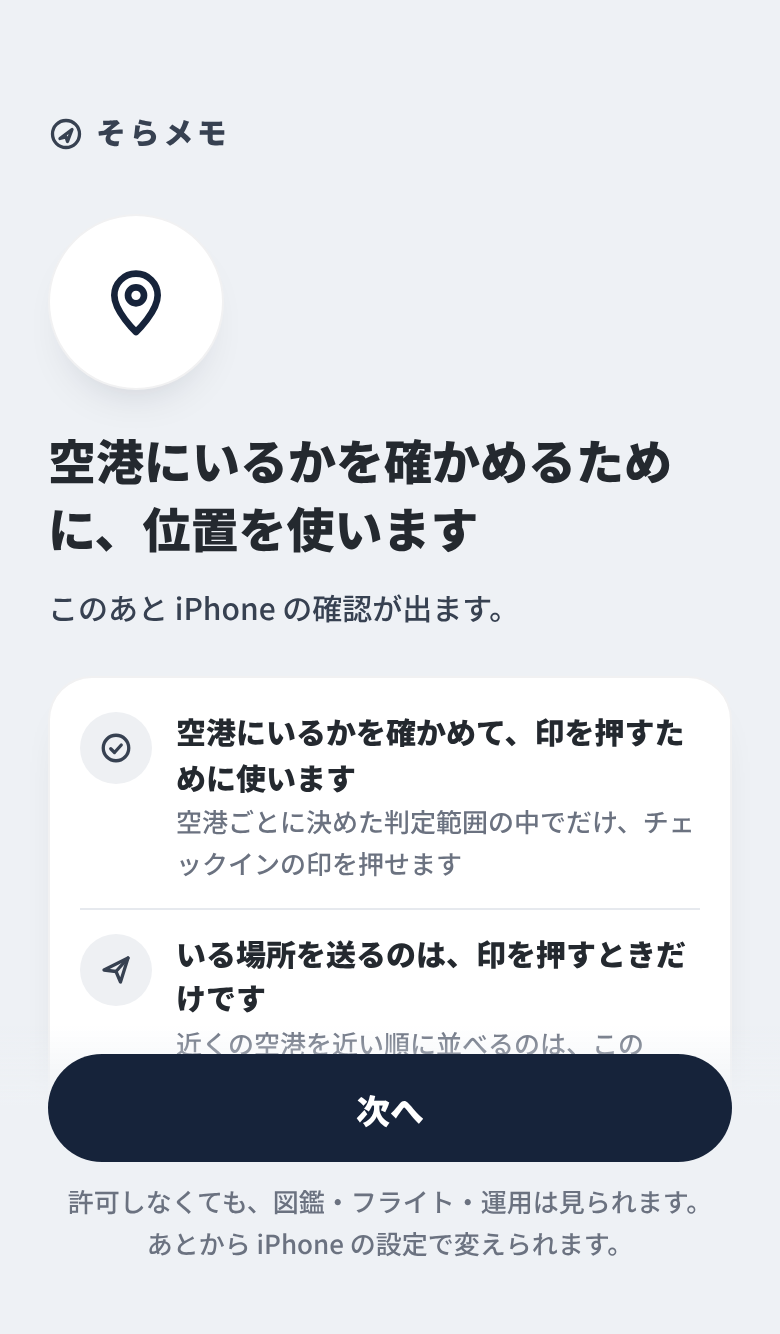 そらメモ
空港にいるかを確かめるため
に、位置を使います
このあと iPhone の確認が出ます。
空港にいるかを確かめて、印を押すた
めに使います
空港ごとに決めた判定範囲の中でだけ、チェ
ックインの印を押せます
いる場所を送るのは、印を押すときだ
けです
近くの空港を近い順に並べるのは、この
次へ
許可しなくても、図鑑・フライト・運用は見られます。
あとから iPhone の設定で変えられます。